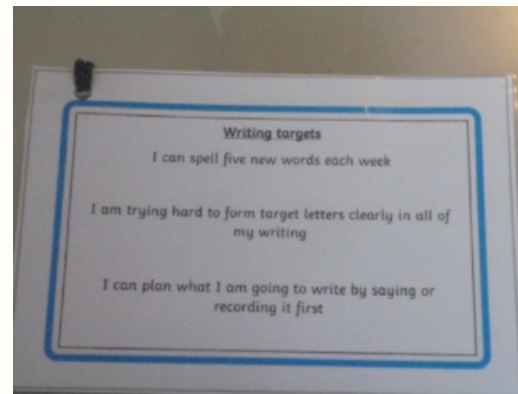 Writing targets
I can spell five new words each week
I am trying hard to form target letters clearly in all of
my writing
I can plan what I am going to write by saying or
recording it first